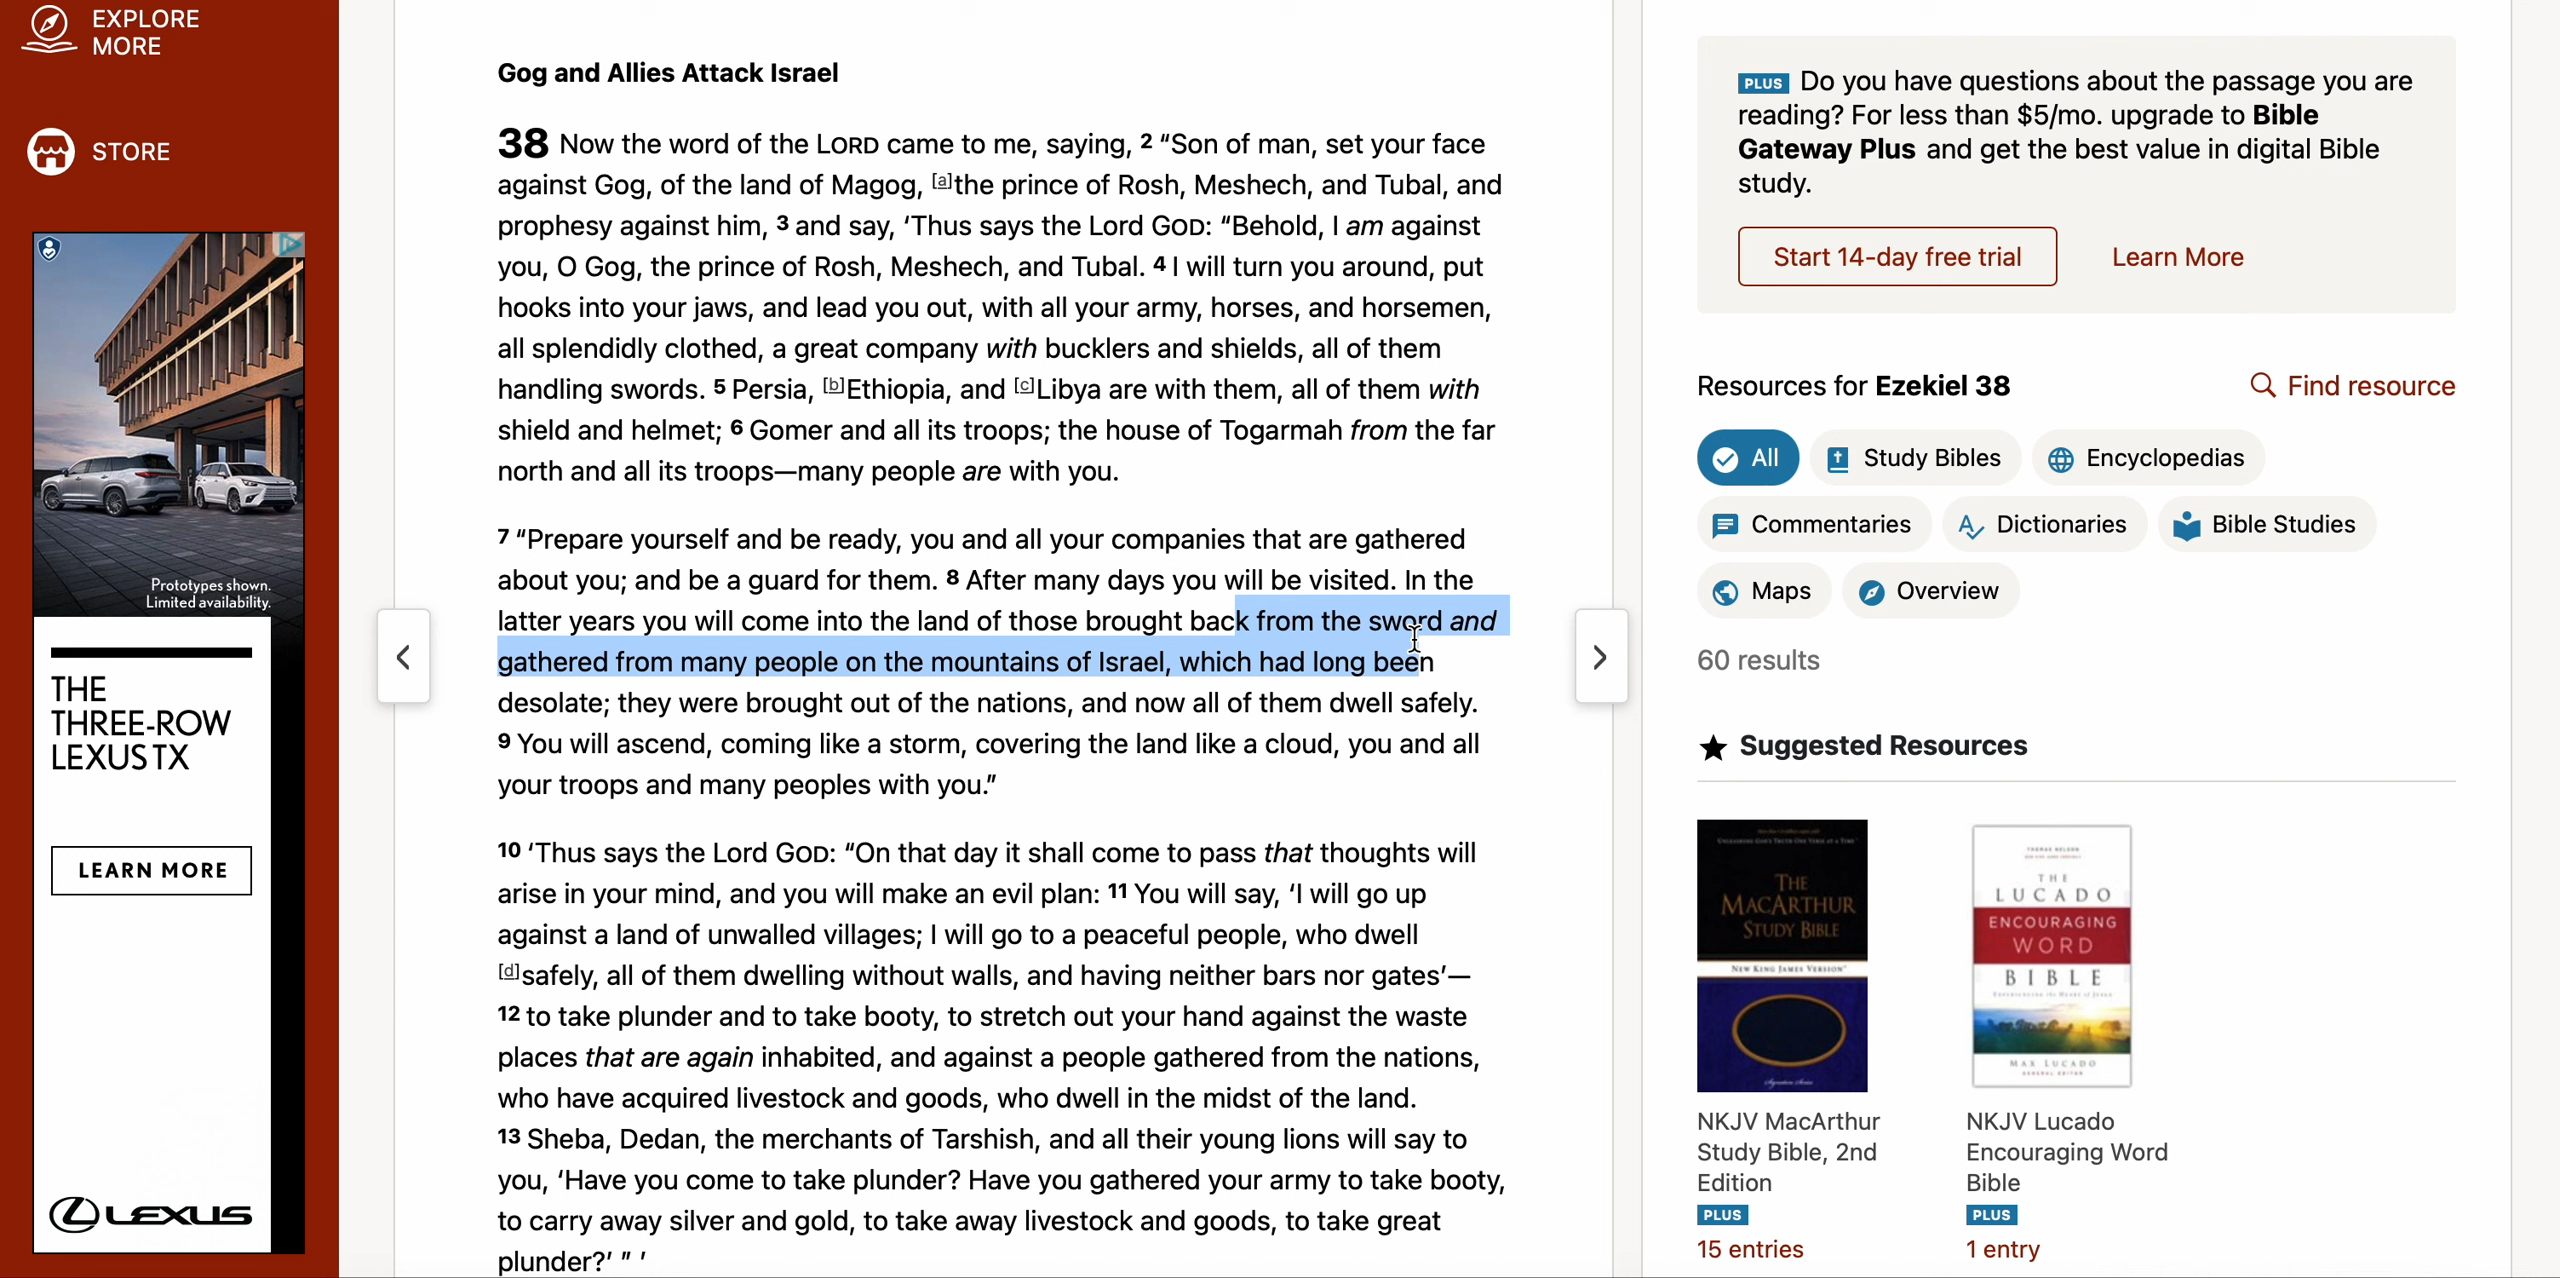 EXPLORE
MORE
STORE
Prototypes shown.
Limited availability.
THE
THREE-ROW
LEXUS TX
LEARN MORE
LEXUS
Gog and Allies Attack Israel
38 Now the word of the LORD came to me, saying, 2 “Son of man, set your face
against Gog, of the land of Magog, [a]the prince of Rosh, Meshech, and Tubal, and
prophesy against him, 3 and say, ‘Thus says the Lord GOD: “Behold, I am against
you, O Gog, the prince of Rosh, Meshech, and Tubal. 4 I will turn you around, put
hooks into your jaws, and lead you out, with all your army, horses, and horsemen,
all splendidly clothed, a great company with bucklers and shields, all of them
handling swords. 5 Persia, [b]Ethiopia, and [c]Libya are with them, all of them with
shield and helmet; 6 Gomer and all its troops; the house of Togarmah from the far
north and all its troops—many people are with you.
7 “Prepare yourself and be ready, you and all your companies that are gathered
about you; and be a guard for them. 8 After many days you will be visited. In the
latter years you will come into the land of those brought back from the sword and
gathered from many people on the mountains of Israel, which had long been
desolate; they were brought out of the nations, and now all of them dwell safely.
9 You will ascend, coming like a storm, covering the land like a cloud, you and all
your troops and many peoples with you.”
10 ‘Thus says the Lord GOD: “On that day it shall come to pass that thoughts will
arise in your mind, and you will make an evil plan: 11 You will say, ‘I will go up
against a land of unwalled villages; I will go to a peaceful people, who dwell
[d]safely, all of them dwelling without walls, and having neither bars nor gates’—
12 to take plunder and to take booty, to stretch out your hand against the waste
places that are again inhabited, and against a people gathered from the nations,
who have acquired livestock and goods, who dwell in the midst of the land.
13 Sheba, Dedan, the merchants of Tarshish, and all their young lions will say to
you, ‘Have you come to take plunder? Have you gathered your army to take booty,
to carry away silver and gold, to take away livestock and goods, to take great
plunder?’ ” ’
PLUS Do you have questions about the passage you are
reading? For less than $5/mo. upgrade to Bible
Gateway Plus and get the best value in digital Bible
study.
Start 14-day free trial Learn More
Resources for Ezekiel 38 Find resource
All Study Bibles Encyclopedias
Commentaries Dictionaries Bible Studies
Maps Overview
60 results
Suggested Resources
THE
MACARTHUR
STUDY BIBLE
NEW KING JAMES VERSION
Signature Series
THOMAS NELSON
THE
LUCADO
ENCOURAGING
WORD
BIBLE
MAX LUCADO
GENERAL EDITOR
NKJV MacArthur
Study Bible, 2nd
Edition
PLUS
15 entries
NKJV Lucado
Encouraging Word
Bible
PLUS
1 entry